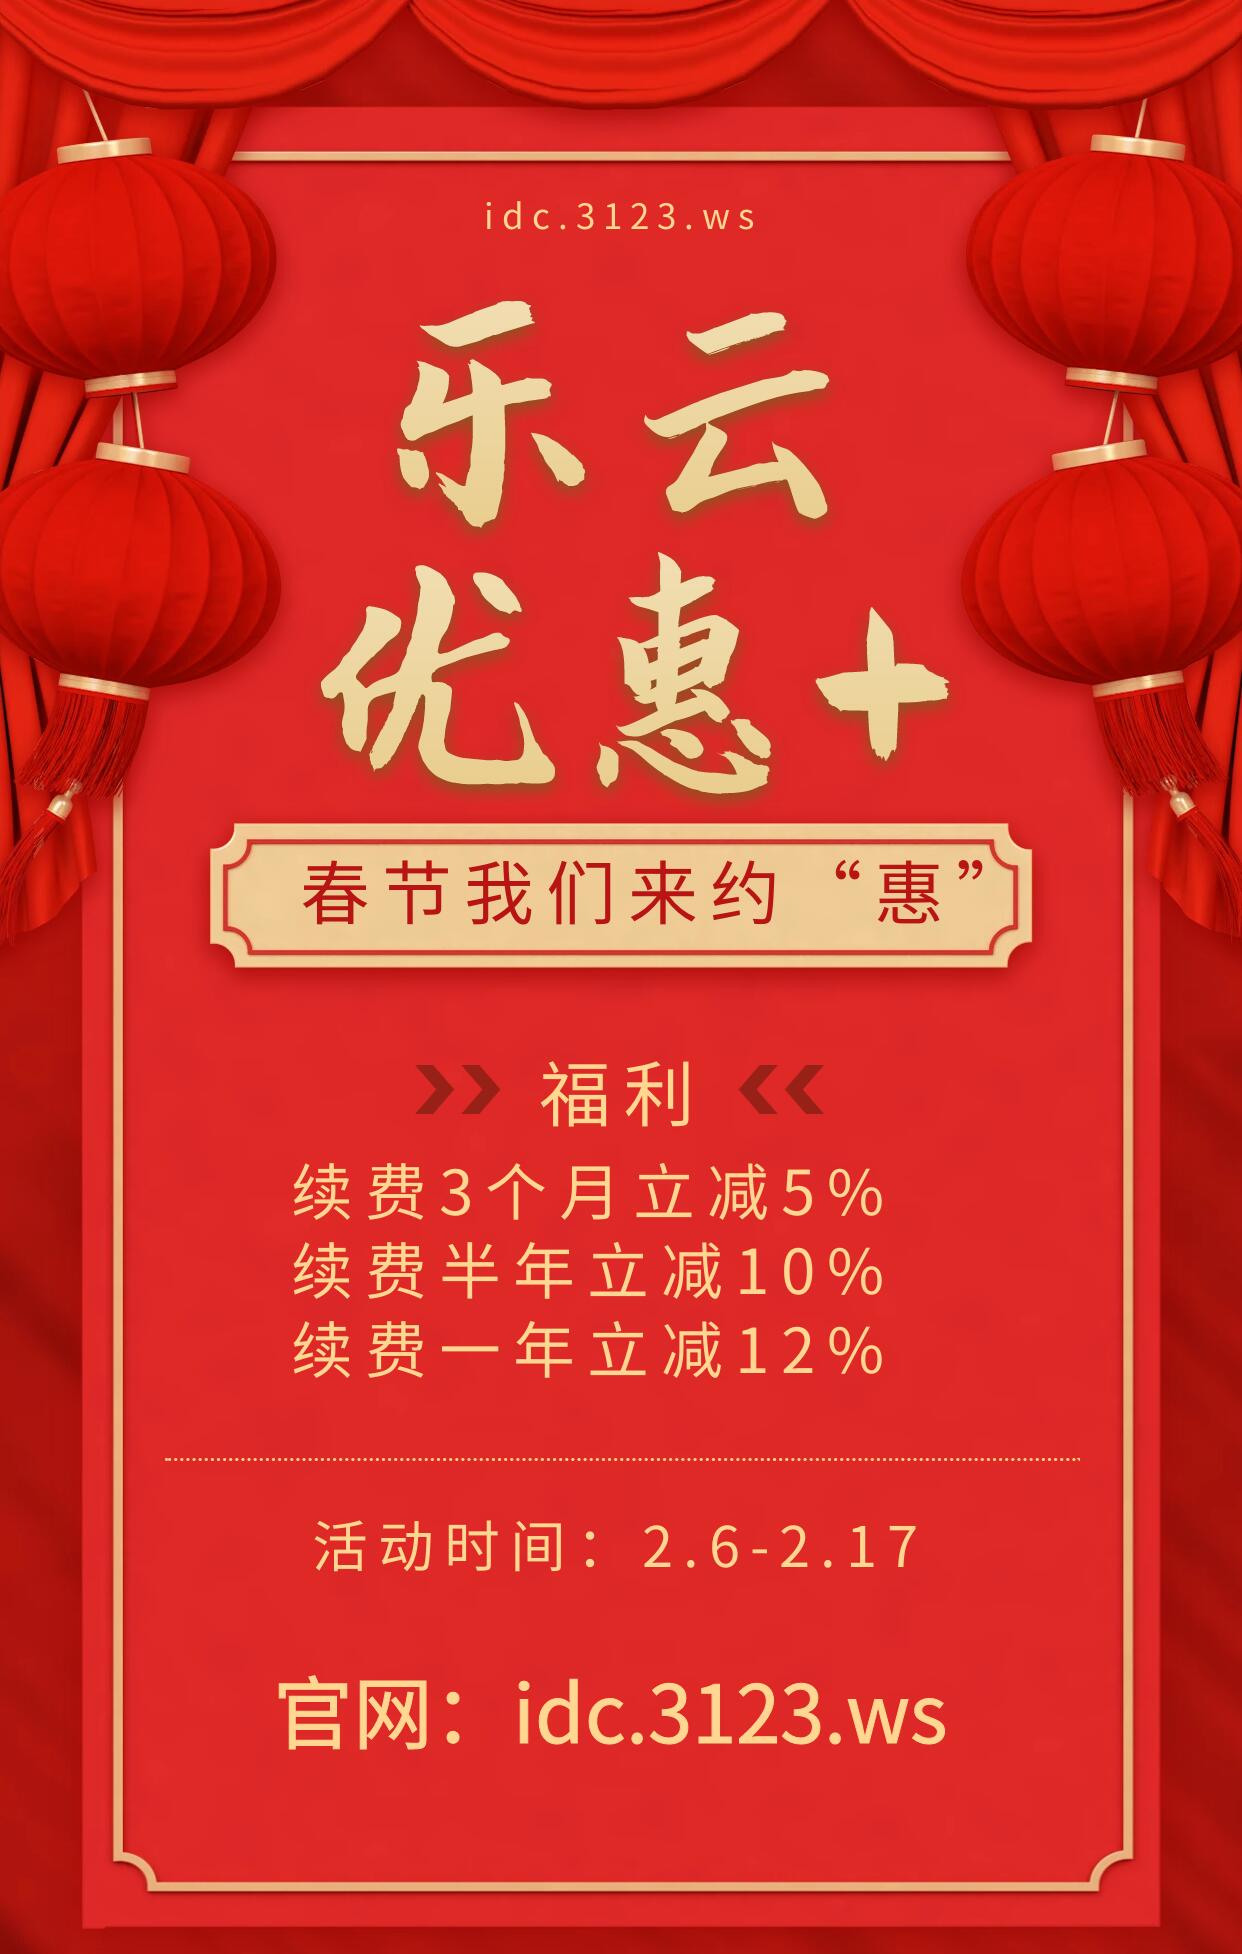 idc.3123.ws
乐云
优惠+
春节我们来约“惠”
福利
续费3个月立减5%
续费半年立减10%
续费一年立减12%
活动时间：2.6-2.17
官网：idc.3123.ws